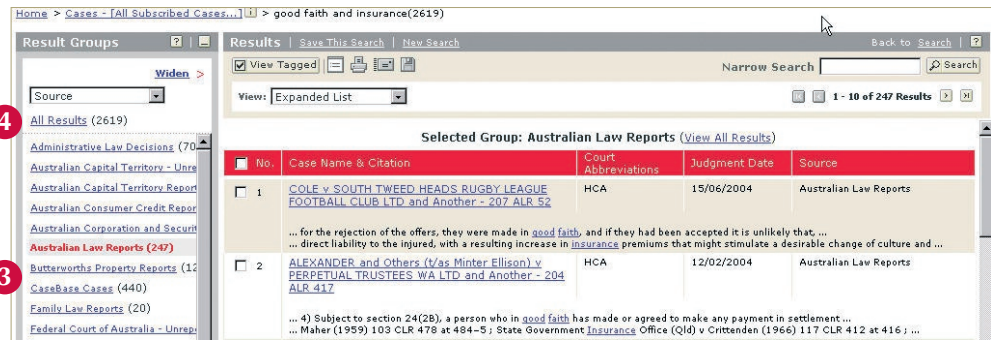 Home > Cases - [All Subscribed Cases...] i > good faith and insurance(2619)
Result Groups ?
Results | Save This Search | New Search Back to Search | ?
Widen >
View Tagged Narrow Search Search
Source
View: Expanded List 1 - 10 of 247 Results
4
All Results (2619)
Selected Group: Australian Law Reports (View All Results)
Administrative Law Decisions (70
Australian Capital Territory - Unre
Australian Capital Territory Report
Australian Consumer Credit Repor
Australian Corporation and Securit
Australian Law Reports (247)
3
Butterworths Property Reports (12
CaseBase Cases (440)
Family Law Reports (20)
Federal Court of Australia - Unrep
No. Case Name & Citation Court Abbreviations Judgment Date Source
1 COLE v SOUTH TWEED HEADS RUGBY LEAGUE HCA 15/06/2004 Australian Law Reports
FOOTBALL CLUB LTD and Another - 207 ALR 52
... for the rejection of the offers, they were made in good faith, and if they had been accepted it is unlikely that, ...
... direct liability to the injured, with a resulting increase in insurance premiums that might stimulate a desirable change of culture and ...
2 ALEXANDER and Others (t/as Minter Ellison) v HCA 12/02/2004 Australian Law Reports
PERPETUAL TRUSTEES WA LTD and Another - 204
ALR 417
... 4) Subject to section 24(2B), a person who in good faith has made or agreed to make any payment in settlement ...
... Maher (1959) 103 CLR 478 at 484-5; State Government Insurance Office (Qld) v Crittenden (1966) 117 CLR 412 at 416 ; ...